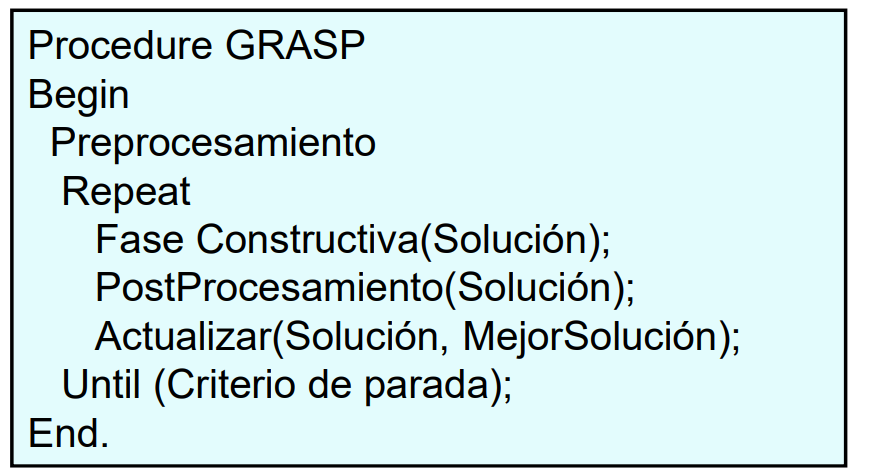 Procedure GRASP
Begin
Preprocesamiento
Repeat
Fase Constructiva(Solución);
PostProcesamiento(Solución);
Actualizar(Solución, MejorSolución);
Until (Criterio de parada);
End.